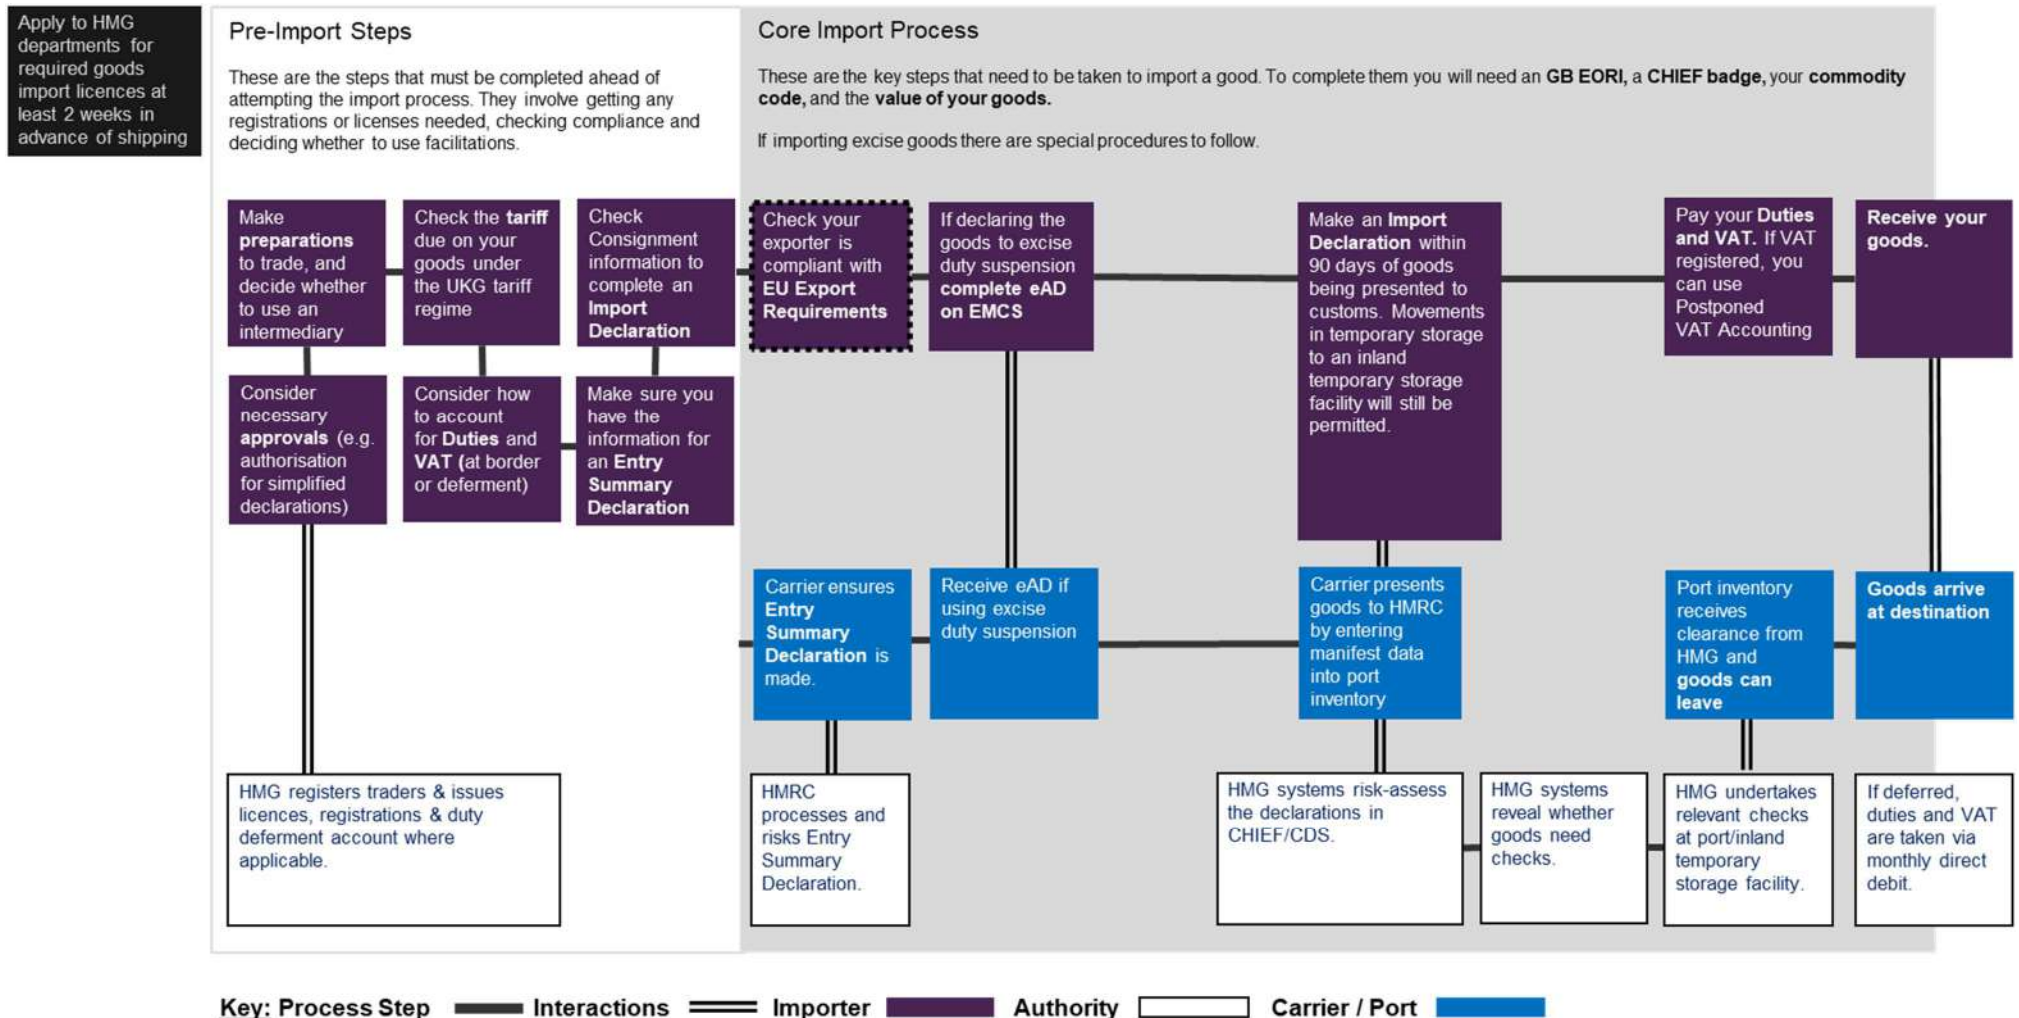 Apply to HMG
departments for
required goods
import licences at
least 2 weeks in
advance of shipping
Pre-Import Steps
These are the steps that must be completed ahead of
attempting the import process. They involve getting any
registrations or licenses needed, checking compliance and
deciding whether to use facilitations.
Core Import Process
These are the key steps that need to be taken to import a good. To complete them you will need an GB EORI, a CHIEF badge, your commodity
code, and the value of your goods.
If importing excise goods there are special procedures to follow.
Make
preparations
to trade, and
decide whether
to use an
intermediary
Check the tariff
due on your
goods under
the UKG tariff
regime
Check
Consignment
information to
complete an
Import
Declaration
Check your
exporter is
compliant with
EU Export
Requirements
If declaring the
goods to excise
duty suspension
complete eAD
on EMCS
Make an Import
Declaration within
90 days of goods
being presented to
customs. Movements
in temporary storage
to an inland
temporary storage
facility will still be
permitted.
Pay your Duties
and VAT. If VAT
registered, you
can use
Postponed
VAT Accounting
Receive your
goods.
Consider
necessary
approvals (e.g.
authorisation
for simplified
declarations)
Consider how
to account
for Duties and
VAT (at border
or deferment)
Make sure you
have the
information for
an Entry
Summary
Declaration
Carrier ensures
Entry
Summary
Declaration is
made.
Receive eAD if
using excise
duty suspension
Carrier presents
goods to HMRC
by entering
manifest data
into port
inventory
Port inventory
receives
clearance from
HMG and
goods can
leave
Goods arrive
at destination
HMG registers traders & issues
licences, registrations & duty
deferment account where
applicable.
HMRC
processes and
risks Entry
Summary
Declaration.
HMG systems risk-assess
the declarations in
CHIEF/CDS.
HMG systems
reveal whether
goods need
checks.
HMG undertakes
relevant checks
at port/inland
temporary
storage facility.
If deferred,
duties and VAT
are taken via
monthly direct
debit.
Key: Process Step Interactions Importer Authority Carrier / Port